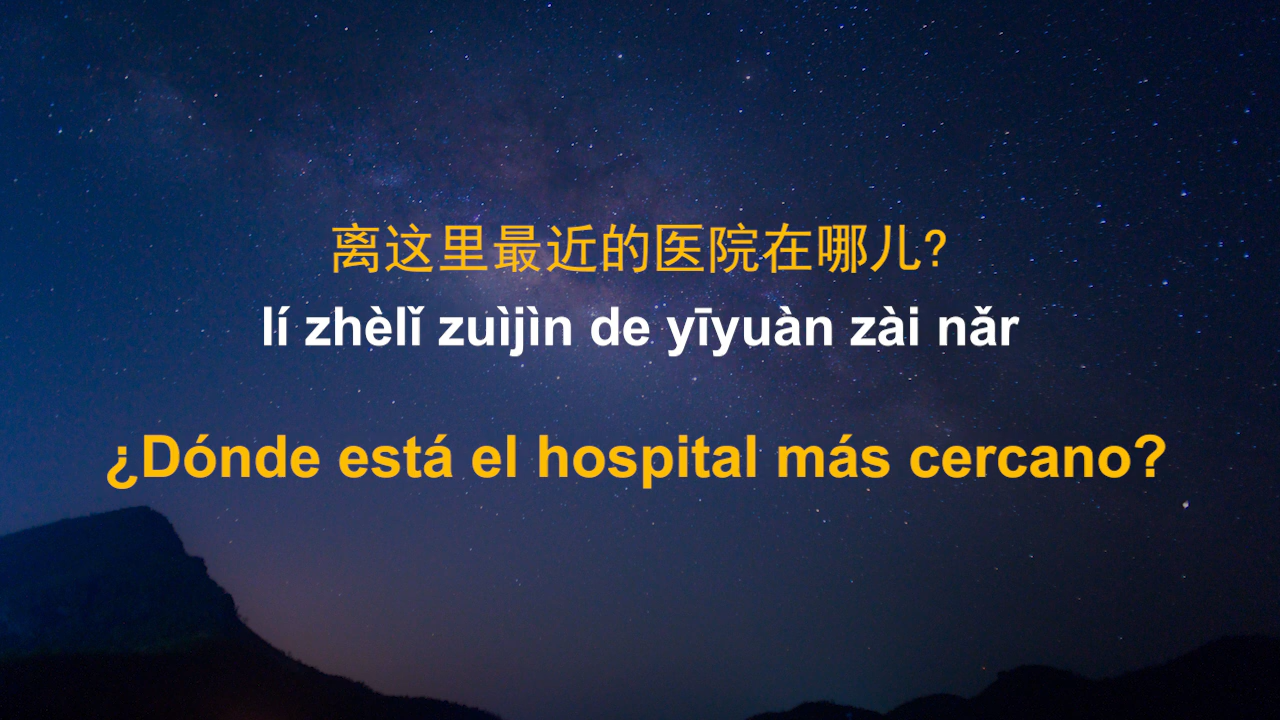 离这里最近的医院在哪儿?
lí zhèlǐ zuìjìn de yīyuàn zài nǎr
¿Dónde está el hospital más cercano?